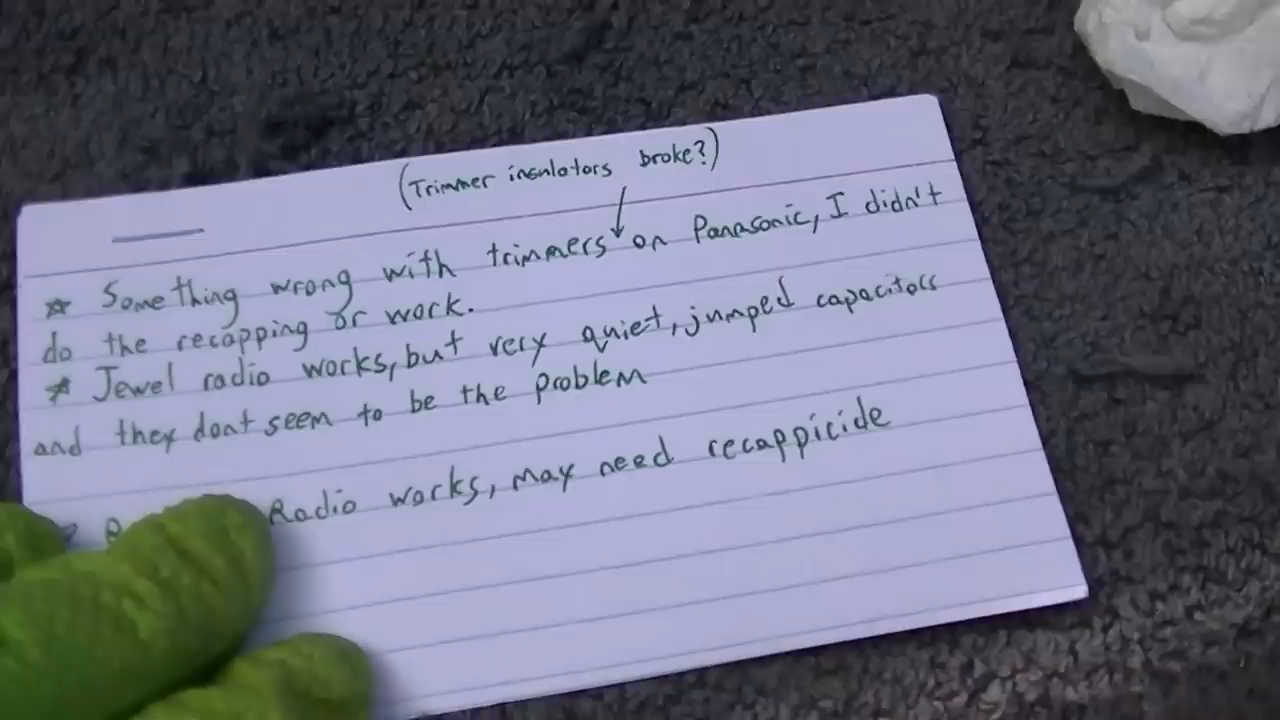 (Trimmer insulators broke?)
☆ Something wrong with trimmers on Panasonic, I didn't
do the recapping or work.
☆ Jewel radio works, but very quiet, jumped capacitors
and they dont seem to be the problem
Radio works, may need recappicide